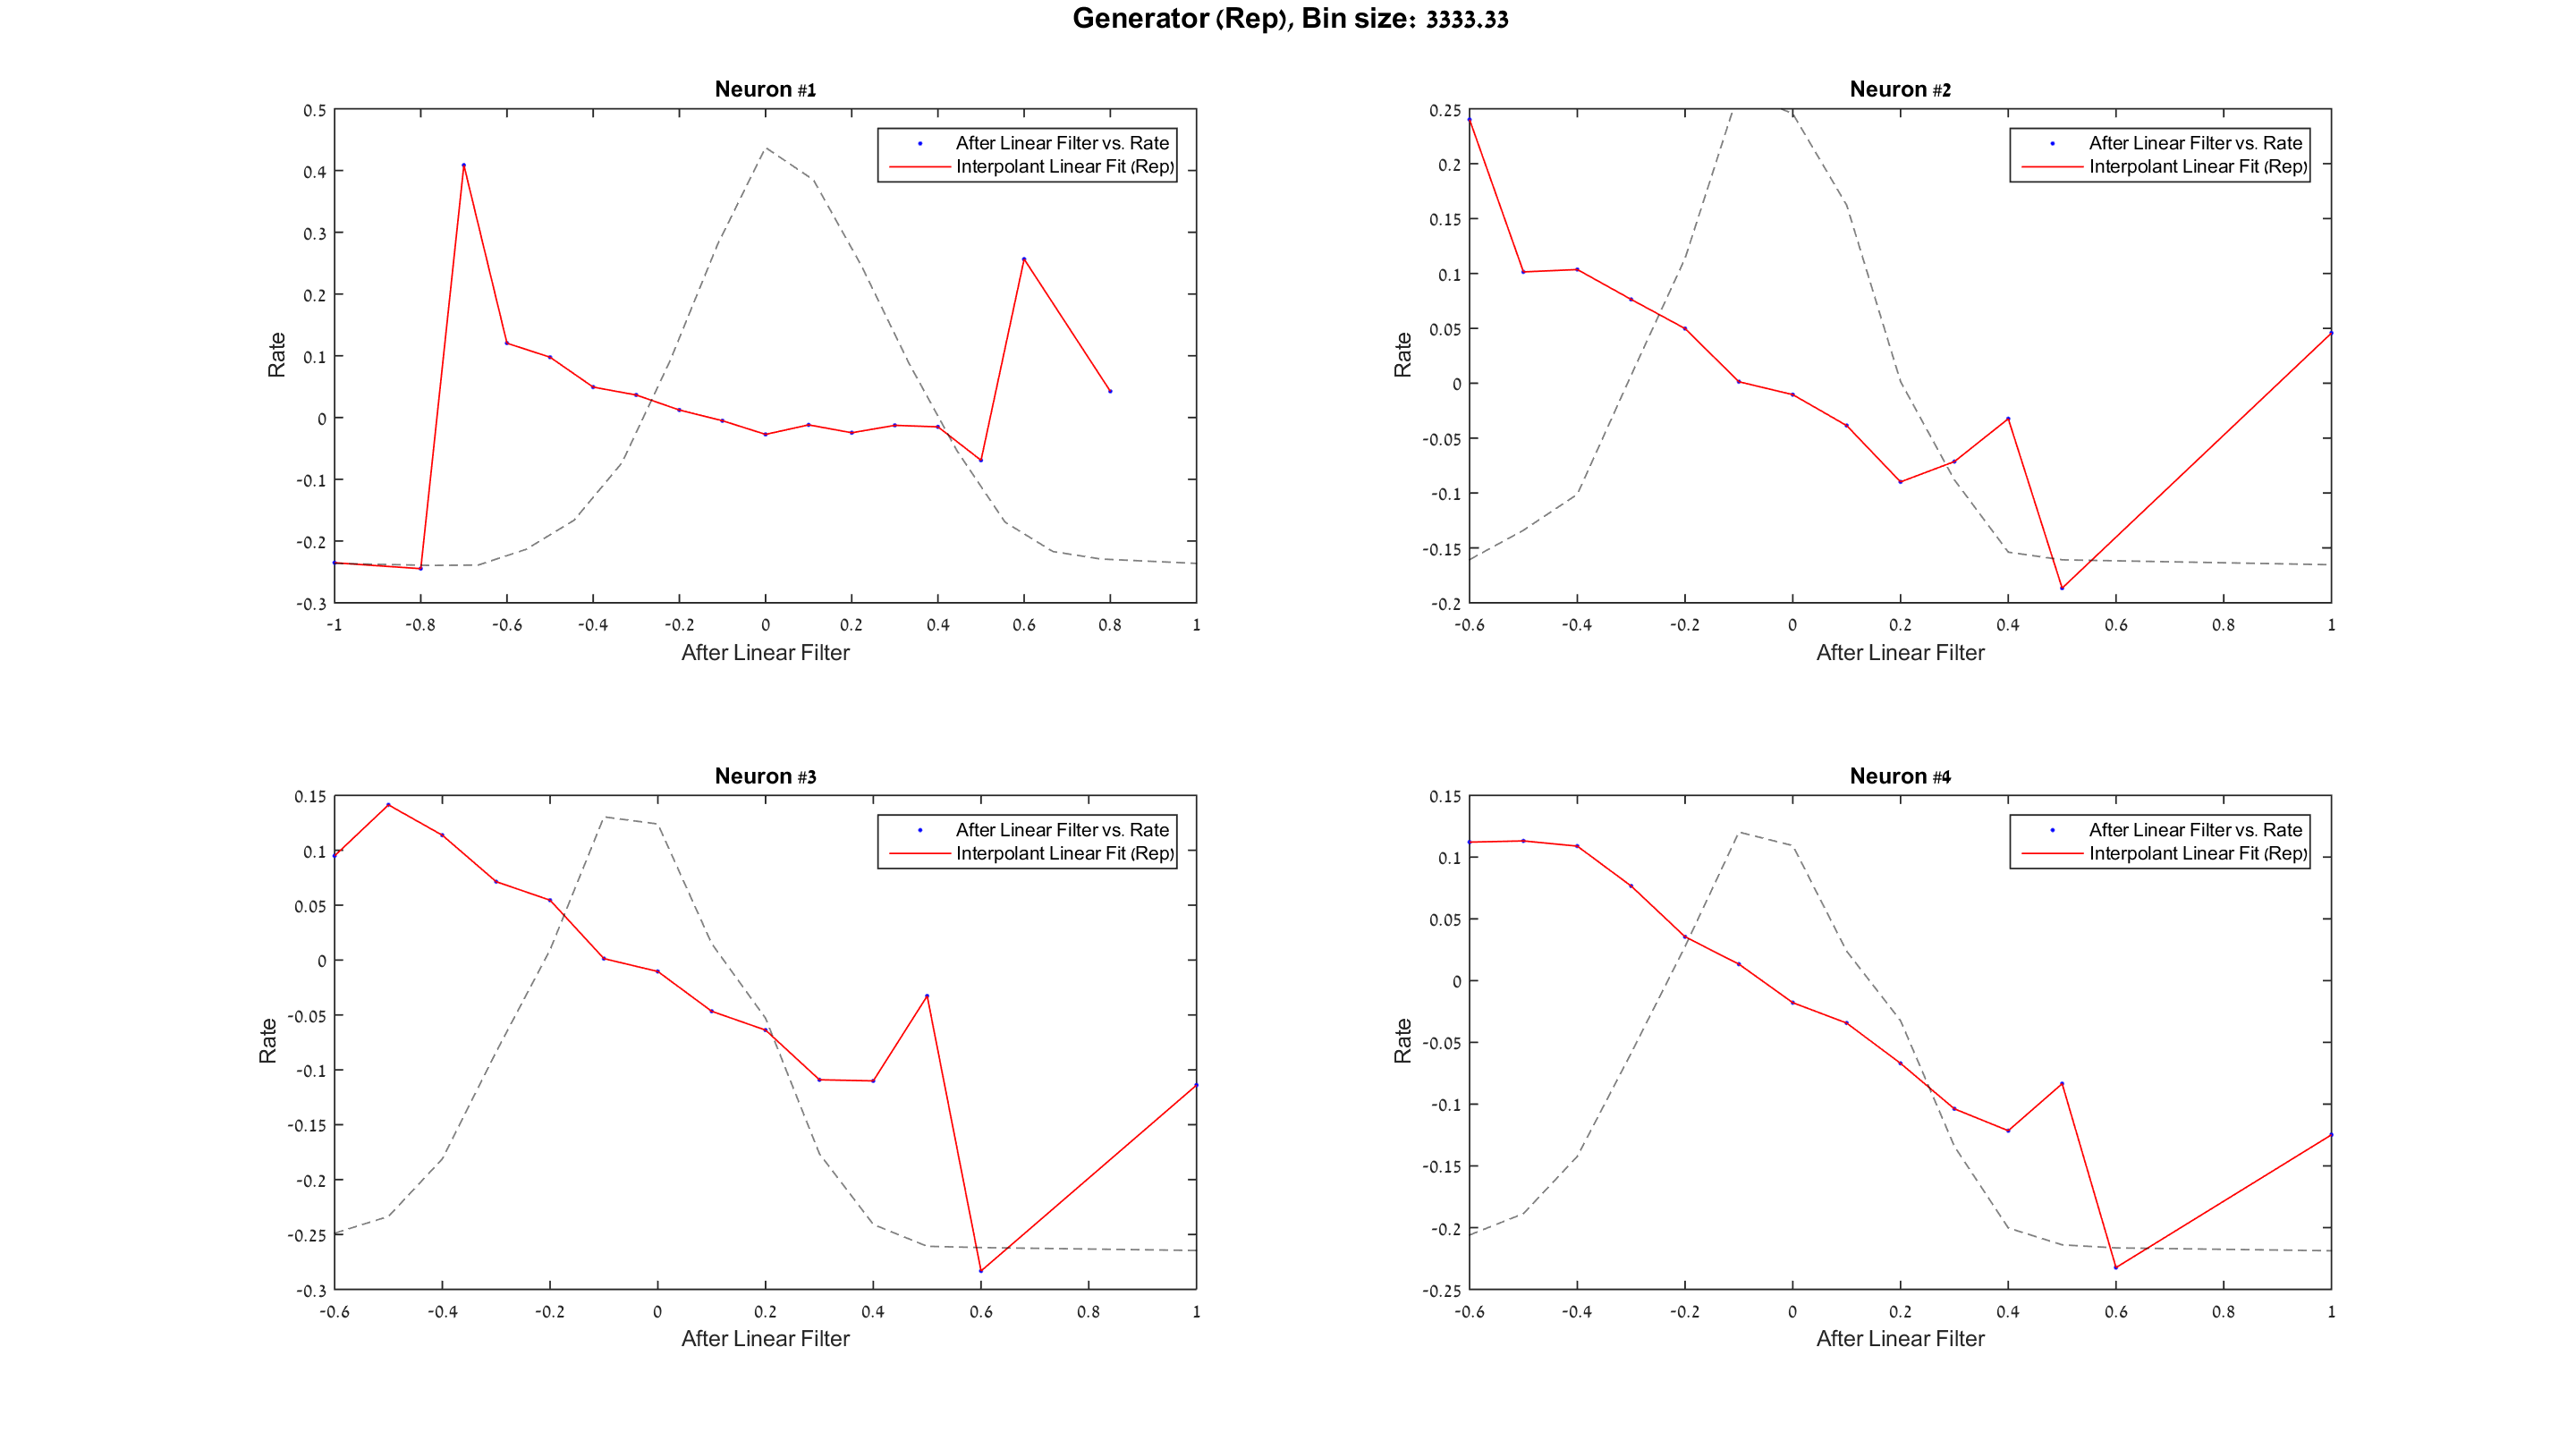 Generator (Rep), Bin size: 3333.33
Neuron #1
After Linear Filter vs. Rate
Interpolant Linear Fit (Rep)
0.5
0.4
0.3
0.2
0.1
0
-0.1
-0.2
-0.3
Rate
-1 -0.8 -0.6 -0.4 -0.2 0 0.2 0.4 0.6 0.8 1
After Linear Filter
Neuron #2
After Linear Filter vs. Rate
Interpolant Linear Fit (Rep)
0.25
0.2
0.15
0.1
0.05
0
-0.05
-0.1
-0.15
-0.2
Rate
-0.6 -0.4 -0.2 0 0.2 0.4 0.6 0.8 1
After Linear Filter
Neuron #3
After Linear Filter vs. Rate
Interpolant Linear Fit (Rep)
0.15
0.1
0.05
0
-0.05
-0.1
-0.15
-0.2
-0.25
-0.3
Rate
-0.6 -0.4 -0.2 0 0.2 0.4 0.6 0.8 1
After Linear Filter
Neuron #4
After Linear Filter vs. Rate
Interpolant Linear Fit (Rep)
0.15
0.1
0.05
0
-0.05
-0.1
-0.15
-0.2
-0.25
Rate
-0.6 -0.4 -0.2 0 0.2 0.4 0.6 0.8 1
After Linear Filter